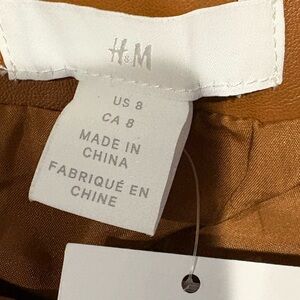 H&M
US 8
CA 8
MADE IN
CHINA
FABRIQUÉ EN
CHINE